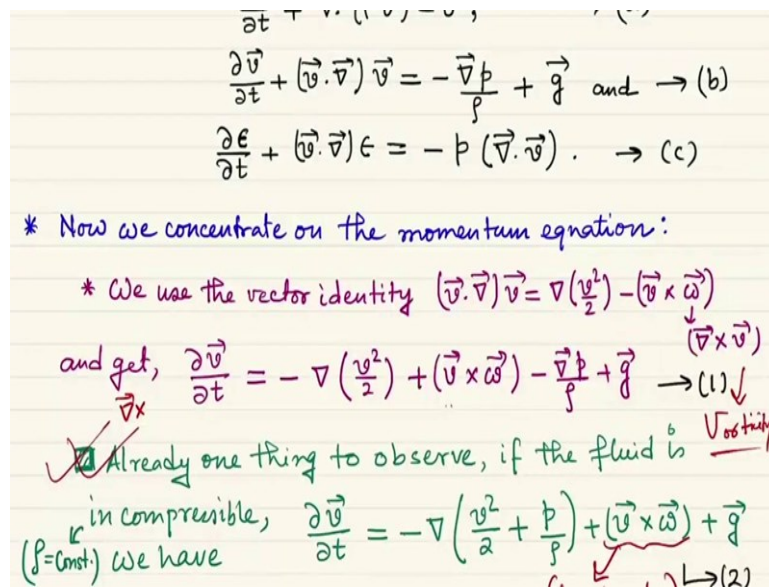 ∂v⃗/∂t + (v⃗.∇⃗) v⃗ = - ∇⃗p/ρ + g⃗ and → (b)
∂ϵ/∂t + (v⃗.∇⃗) ϵ = - p (∇⃗.v⃗) . → (c)
* Now we concentrate on the momentum equation:
* We use the vector identity (v⃗.∇⃗) v⃗ = ∇(v²/2) - (v⃗ × ω⃗)
(∇⃗ × v⃗)
and get, ∂v⃗/∂t = - ∇(v²/2) + (v⃗ × ω⃗) - ∇⃗p/ρ + g⃗ → (1)
∇⃗×
Vorticity
Already one thing to observe, if the fluid is
incompressible, ∂v⃗/∂t = -∇(v²/2 + p/ρ) + (v⃗ × ω⃗) + g⃗
(ρ=Const.) we have
→(2)